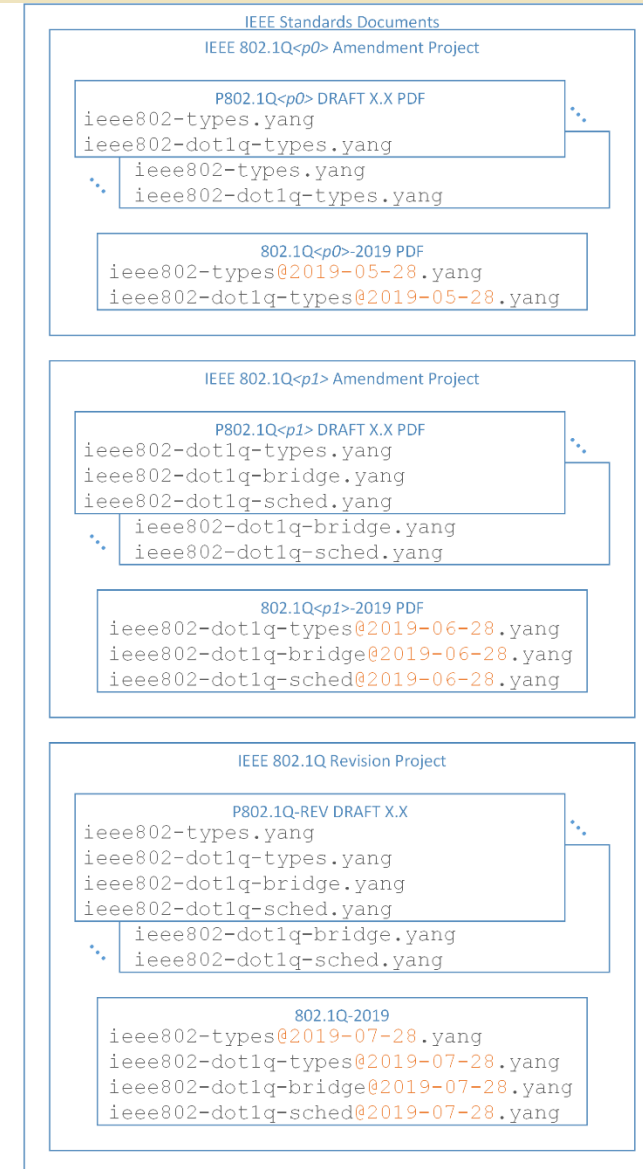 IEEE Standards Documents
IEEE 802.1Q<p0> Amendment Project
P802.1Q<p0> DRAFT X.X PDF
ieee802-types.yang
ieee802-dot1q-types.yang
ieee802-types.yang
ieee802-dot1q-types.yang
802.1Q<p0>-2019 PDF
ieee802-types@2019-05-28.yang
ieee802-dot1q-types@2019-05-28.yang
IEEE 802.1Q<p1> Amendment Project
P802.1Q<p1> DRAFT X.X PDF
ieee802-dot1q-types.yang
ieee802-dot1q-bridge.yang
ieee802-dot1q-sched.yang
ieee802-dot1q-bridge.yang
ieee802-dot1q-sched.yang
802.1Q<p1>-2019 PDF
ieee802-dot1q-types@2019-06-28.yang
ieee802-dot1q-bridge@2019-06-28.yang
ieee802-dot1q-sched@2019-06-28.yang
IEEE 802.1Q Revision Project
P802.1Q-REV DRAFT X.X
ieee802-types.yang
ieee802-dot1q-types.yang
ieee802-dot1q-bridge.yang
ieee802-dot1q-sched.yang
ieee802-dot1q-bridge.yang
ieee802-dot1q-sched.yang
802.1Q-2019
ieee802-types@2019-07-28.yang
ieee802-dot1q-types@2019-07-28.yang
ieee802-dot1q-bridge@2019-07-28.yang
ieee802-dot1q-sched@2019-07-28.yang